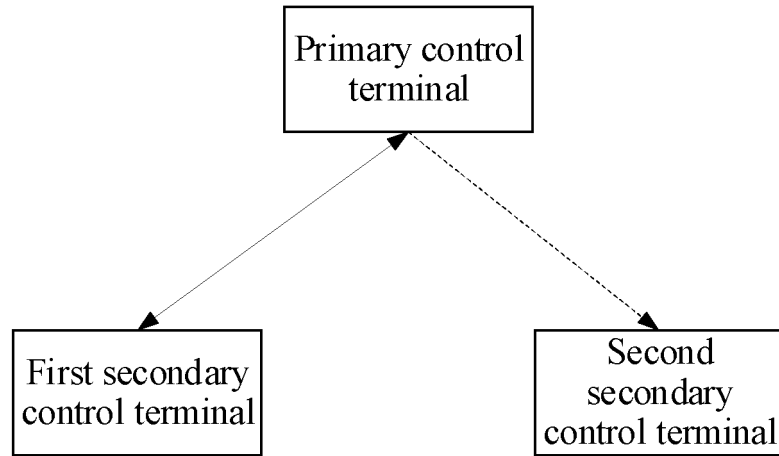 Primary control
terminal
First secondary
control terminal
Second
secondary
control terminal